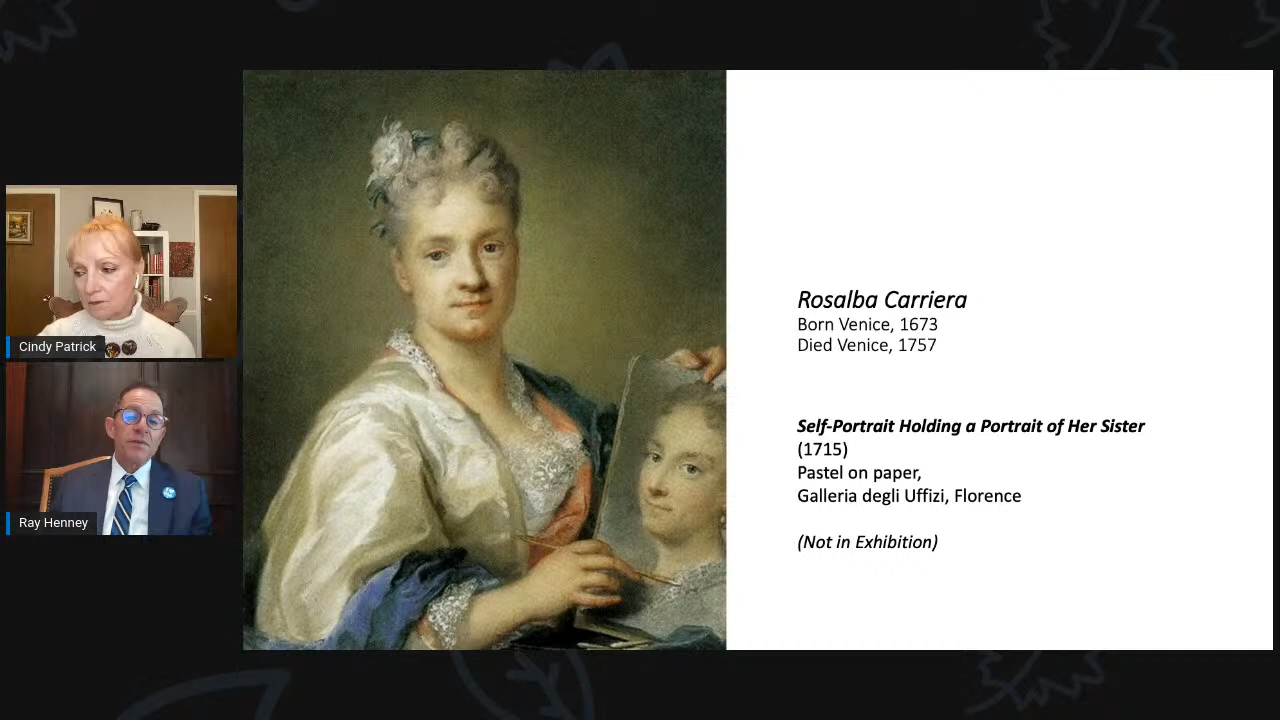 Cindy Patrick
Ray Henney
Rosalba Carriera
Born Venice, 1673
Died Venice, 1757
Self-Portrait Holding a Portrait of Her Sister
(1715)
Pastel on paper,
Galleria degli Uffizi, Florence
(Not in Exhibition)